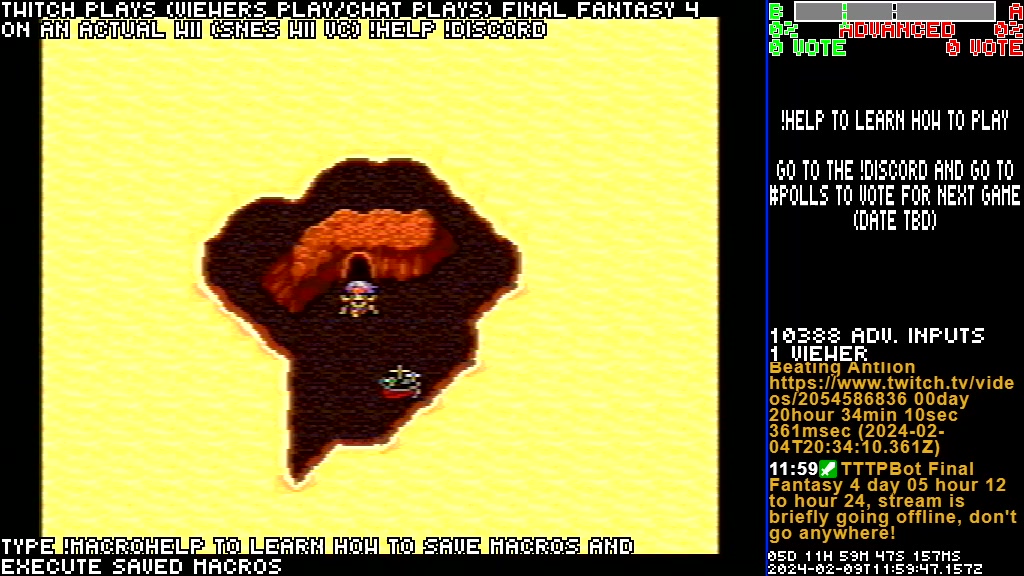 TWITCH PLAYS (VIEWERS PLAY/CHAT PLAYS) FINAL FANTASY 4
ON AN ACTUAL WII (SNES WII VC) !HELP !DISCORD
B A
0% ADVANCED 0%
0 VOTE 0 VOTE
!HELP TO LEARN HOW TO PLAY
GO TO THE !DISCORD AND GO TO
#POLLS TO VOTE FOR NEXT GAME
(DATE TBD)
10388 ADV. INPUTS
1 VIEWER
Beating Antlion
https://www.twitch.tv/vide
os/2054586836 00day
20hour 34min 10sec
361msec (2024-02-
04T20:34:10.361Z)
11:59 TTTPBot Final
Fantasy 4 day 05 hour 12
to hour 24, stream is
briefly going offline, don't
go anywhere!
05D 11H 59M 47S 157MS
2024-02-09T11:59:47.157Z
TYPE !MACROHELP TO LEARN HOW TO SAVE MACROS AND
EXECUTE SAVED MACROS